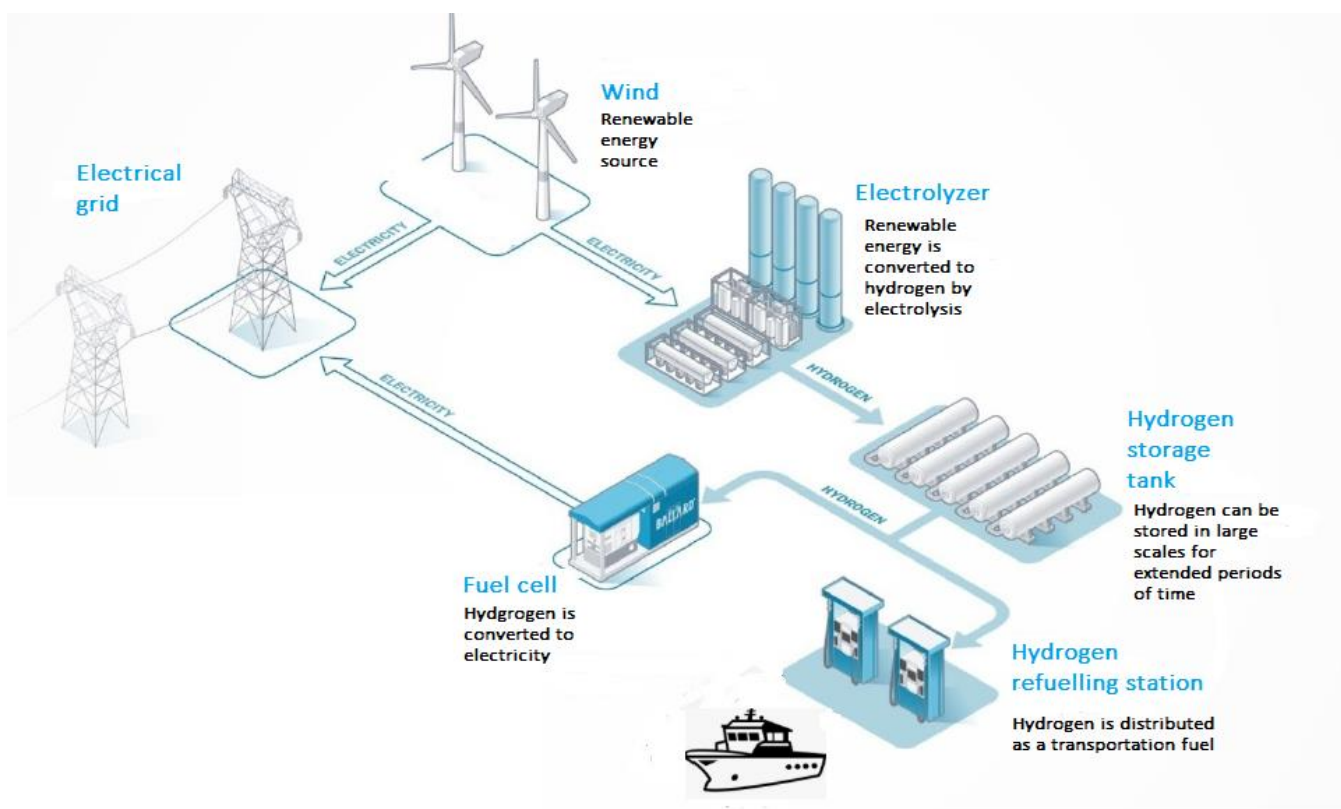 Wind
Renewable
energy
source
Electrical
grid
ELECTRICITY
ELECTRICITY
Electrolyzer
Renewable
energy is
converted to
hydrogen by
electrolysis
HYDROGEN
ELECTRICITY
Hydrogen
storage
tank
Hydrogen can be
stored in large
scales for
extended periods
of time
HYDROGEN
BALLARD
Fuel cell
Hydgrogen is
converted to
electricity
Hydrogen
refuelling station
Hydrogen is distributed
as a transportation fuel